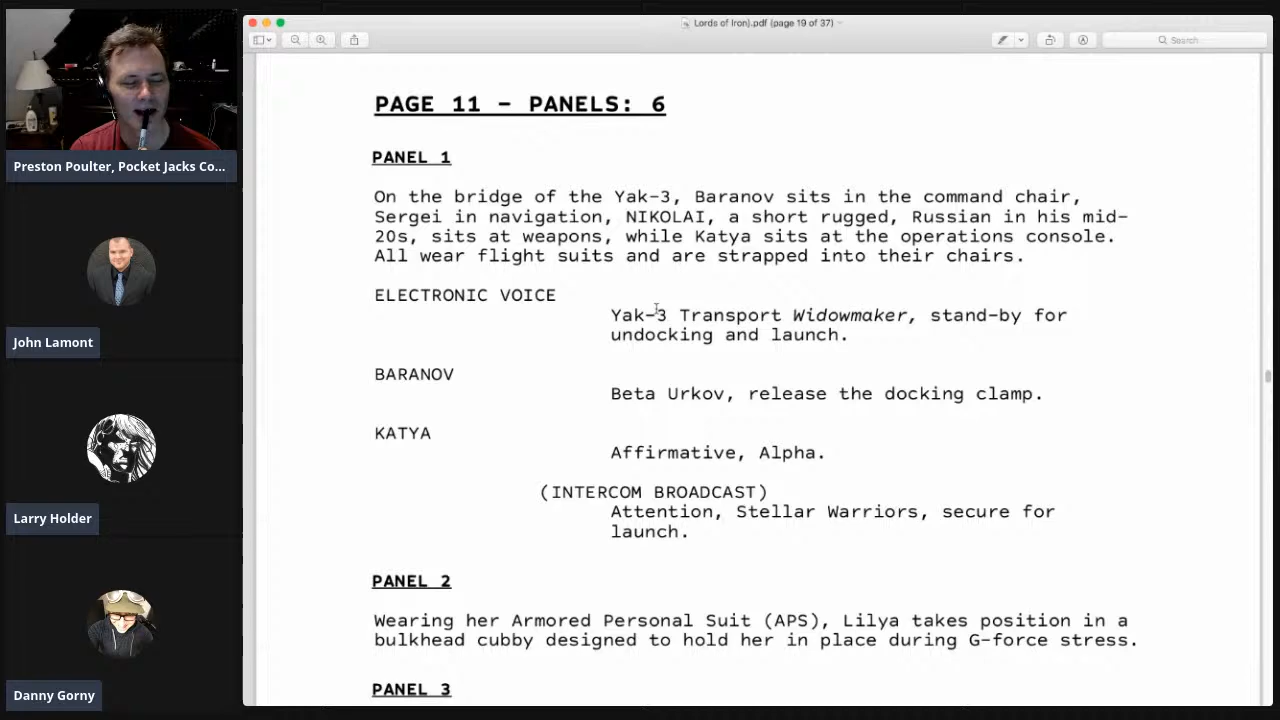 Lords of Iron).pdf (page 19 of 37)
Search
PAGE 11 - PANELS: 6
PANEL 1
On the bridge of the Yak-3, Baranov sits in the command chair,
Sergei in navigation, NIKOLAI, a short rugged, Russian in his mid-
20s, sits at weapons, while Katya sits at the operations console.
All wear flight suits and are strapped into their chairs.
ELECTRONIC VOICE
Yak-3 Transport Widowmaker, stand-by for
undocking and launch.
BARANOV
Beta Urkov, release the docking clamp.
KATYA
Affirmative, Alpha.
(INTERCOM BROADCAST)
Attention, Stellar Warriors, secure for
launch.
PANEL 2
Wearing her Armored Personal Suit (APS), Lilya takes position in a
bulkhead cubby designed to hold her in place during G-force stress.
PANEL 3
Preston Poulter, Pocket Jacks Co...
John Lamont
Larry Holder
Danny Gorny